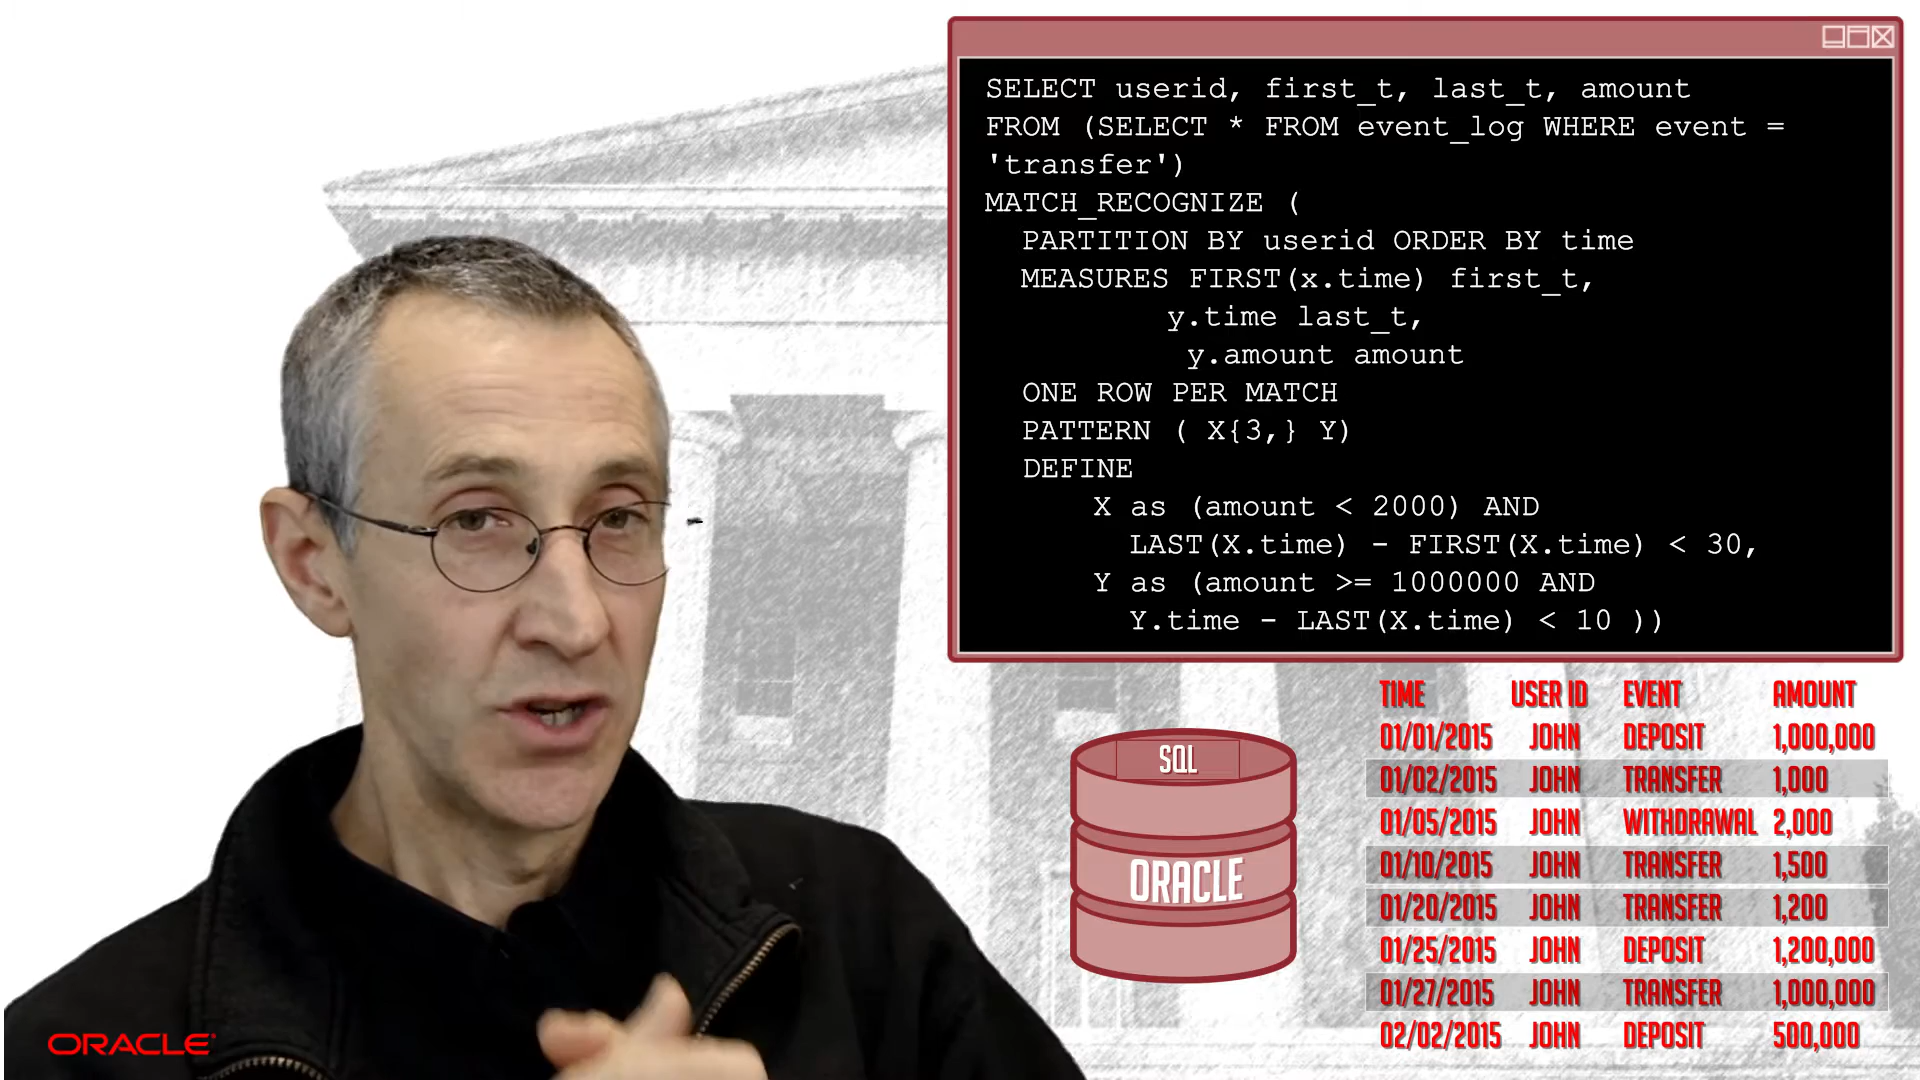 SELECT userid, first_t, last_t, amount
FROM (SELECT * FROM event_log WHERE event =
'transfer')
MATCH_RECOGNIZE (
PARTITION BY userid ORDER BY time
MEASURES FIRST(x.time) first_t,
y.time last_t,
y.amount amount
ONE ROW PER MATCH
PATTERN ( X{3,} Y)
DEFINE
X as (amount < 2000) AND
LAST(X.time) - FIRST(X.time) < 30,
Y as (amount >= 1000000 AND
Y.time - LAST(X.time) < 10 ))
SQL
ORACLE
TIME USER ID EVENT AMOUNT
01/01/2015 JOHN DEPOSIT 1,000,000
01/02/2015 JOHN TRANSFER 1,000
01/05/2015 JOHN WITHDRAWAL 2,000
01/10/2015 JOHN TRANSFER 1,500
01/20/2015 JOHN TRANSFER 1,200
01/25/2015 JOHN DEPOSIT 1,200,000
01/27/2015 JOHN TRANSFER 1,000,000
02/02/2015 JOHN DEPOSIT 500,000
ORACLE